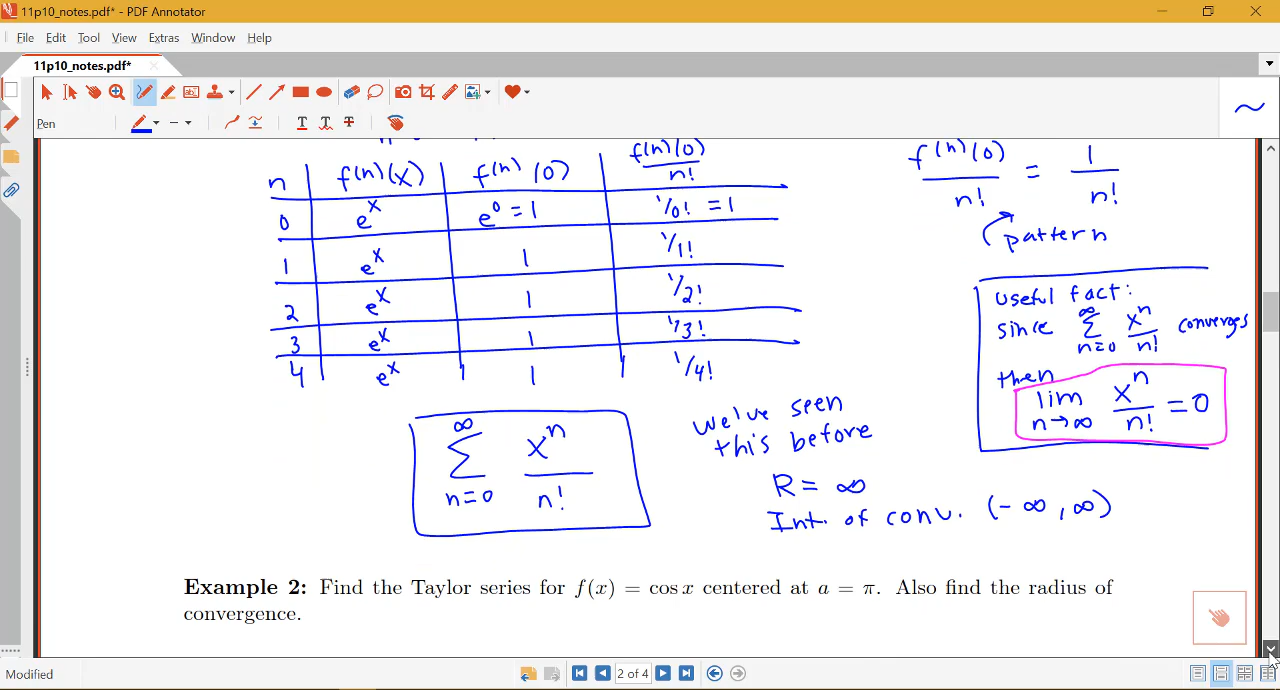 11p10_notes.pdf* - PDF Annotator
File Edit Tool View Extras Window Help
11p10_notes.pdf*
Pen
n f(n)(x) f(n)(0) f(n)(0)/n!
0 e^x e^0 = 1 1/0! = 1
1 e^x 1 1/1!
2 e^x 1 1/2!
3 e^x 1 1/3!
4 e^x 1 1/4!
f(n)(0)/n! = 1/n!
pattern
useful fact:
since ∞ Σ n=0 x^n/n! converges
then
lim n→∞ x^n/n! = 0
∞ Σ n=0 x^n/n!
We've seen
this before
R = ∞
Int. of conv. (-∞, ∞)
Example 2: Find the Taylor series for f(x) = cos x centered at a = π. Also find the radius of
convergence.
Modified
2 of 4